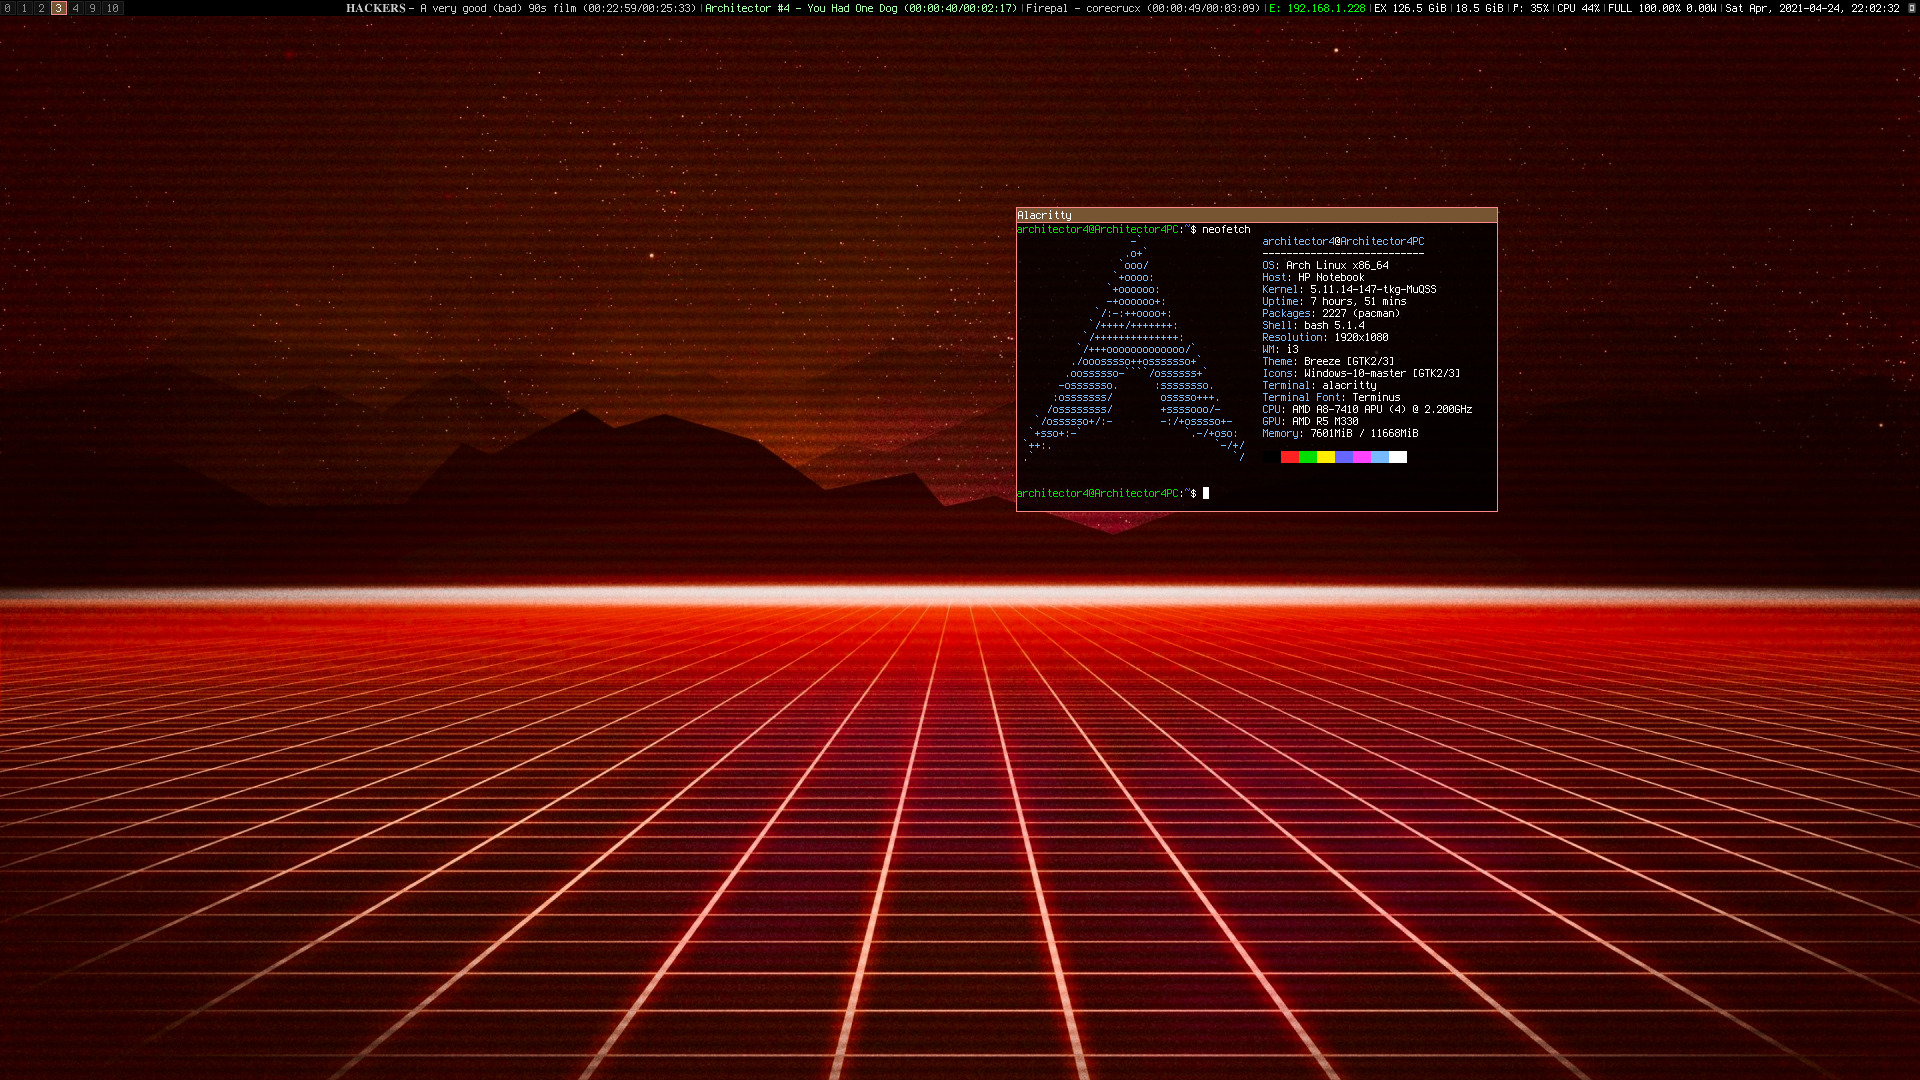 0 1 2 3 4 9 10
HACKERS - A very good (bad) 90s film (00:22:59/00:25:33)|Architector #4 - You Had One Dog (00:00:40/00:02:17)|Firepal - corecrucx (00:00:49/00:03:09)|E: 192.168.1.228|EX 126.5 GiB|18.5 GiB|♪: 35%|CPU 44%|FULL 100.00% 0.00W|Sat Apr, 2021-04-24, 22:02:32
Alacritty
architector4@Architector4PC:~$ neofetch
architector4@Architector4PC
---------------------------
OS: Arch Linux x86_64
Host: HP Notebook
Kernel: 5.11.14-147-tkg-MuQSS
Uptime: 7 hours, 51 mins
Packages: 2227 (pacman)
Shell: bash 5.1.4
Resolution: 1920x1080
WM: i3
Theme: Breeze [GTK2/3]
Icons: Windows-10-master [GTK2/3]
Terminal: alacritty
Terminal Font: Terminus
CPU: AMD A8-7410 APU (4) @ 2.200GHz
GPU: AMD R5 M330
Memory: 7601MiB / 11668MiB
architector4@Architector4PC:~$